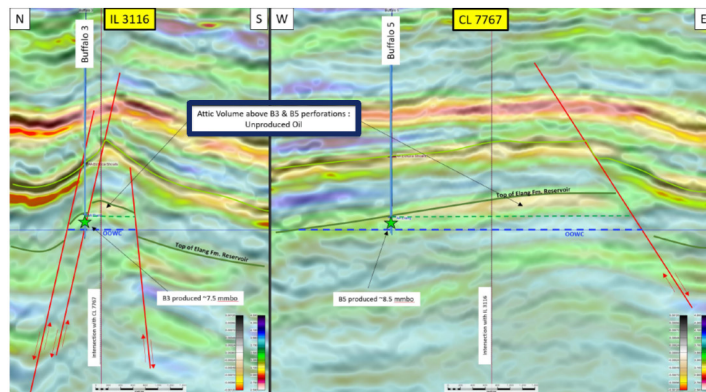 N
IL 3116
S
Buffalo 3
W
CL 7767
E
Buffalo 5
Attic Volume above B3 & B5 perforations :
Unproduced Oil
Top of Elang Fm. Reservoir
OOWC
Top of Elang Fm. Reservoir
OOWC
B3 produced ~7.5 mmbo
B5 produced ~8.5 mmbo
Intersection with CL 7767
Intersection with IL 3116